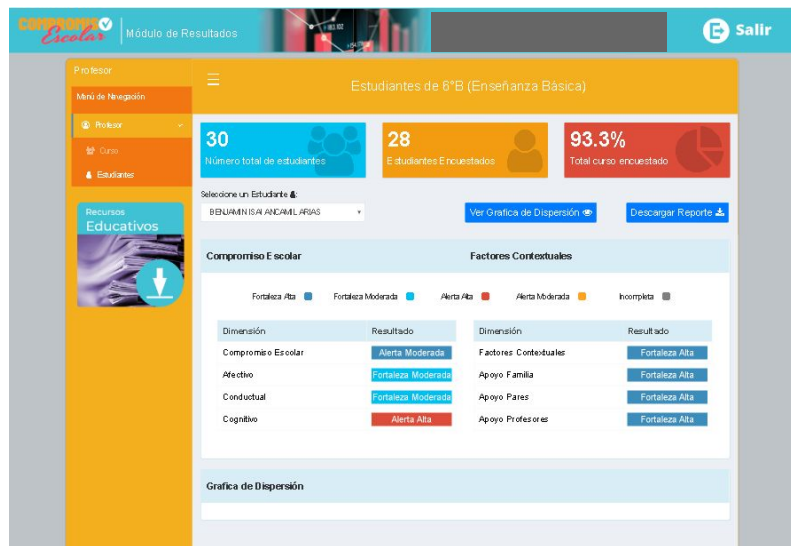 COMPROMISO
Escolar
Módulo de Resultados
Salir
Profesor
Menú de Navegación
Profesor
Curso
Estudiantes
Recursos
Educativos
Estudiantes de 6°B (Enseñanza Básica)
30
Número total de estudiantes
28
Estudiantes Encuestados
93.3%
Total curso encuestado
Seleccione un Estudiante :
BENJAMIN ISAI ANCAMIL ARIAS
Ver Grafica de Dispersión
Descargar Reporte
Compromiso Escolar
Factores Contextuales
Fortaleza Alta Fortaleza Moderada Alerta Alta Alerta Moderada Incompleta
Dimensión Resultado Dimensión Resultado
Compromiso Escolar Alerta Moderada Factores Contextuales Fortaleza Alta
Afectivo Fortaleza Moderada Apoyo Familia Fortaleza Alta
Conductual Fortaleza Moderada Apoyo Pares Fortaleza Alta
Cognitivo Alerta Alta Apoyo Profesores Fortaleza Alta
Grafica de Dispersión